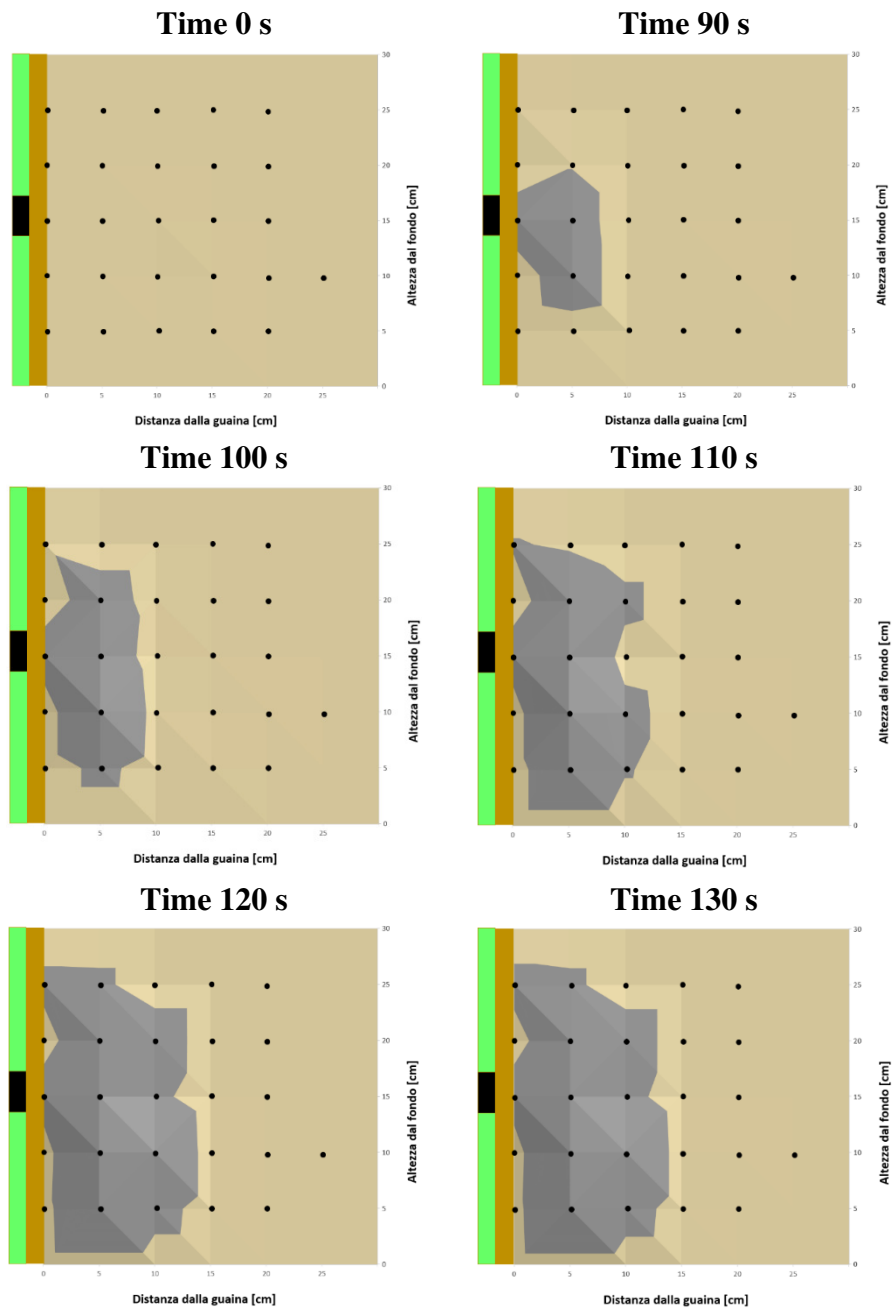 Time 0 s
Time 90 s
30
25
20
15
10
5
0
Altezza dal fondo [cm]
0 5 10 15 20 25
Distanza dalla guaina [cm]
30
25
20
15
10
5
0
Altezza dal fondo [cm]
0 5 10 15 20 25
Distanza dalla guaina [cm]
Time 100 s
Time 110 s
30
25
20
15
10
5
0
Altezza dal fondo [cm]
0 5 10 15 20 25
Distanza dalla guaina [cm]
30
25
20
15
10
5
0
Altezza dal fondo [cm]
0 5 10 15 20 25
Distanza dalla guaina [cm]
Time 120 s
Time 130 s
30
25
20
15
10
5
0
Altezza dal fondo [cm]
0 5 10 15 20 25
Distanza dalla guaina [cm]
30
25
20
15
10
5
0
Altezza dal fondo [cm]
0 5 10 15 20 25
Distanza dalla guaina [cm]